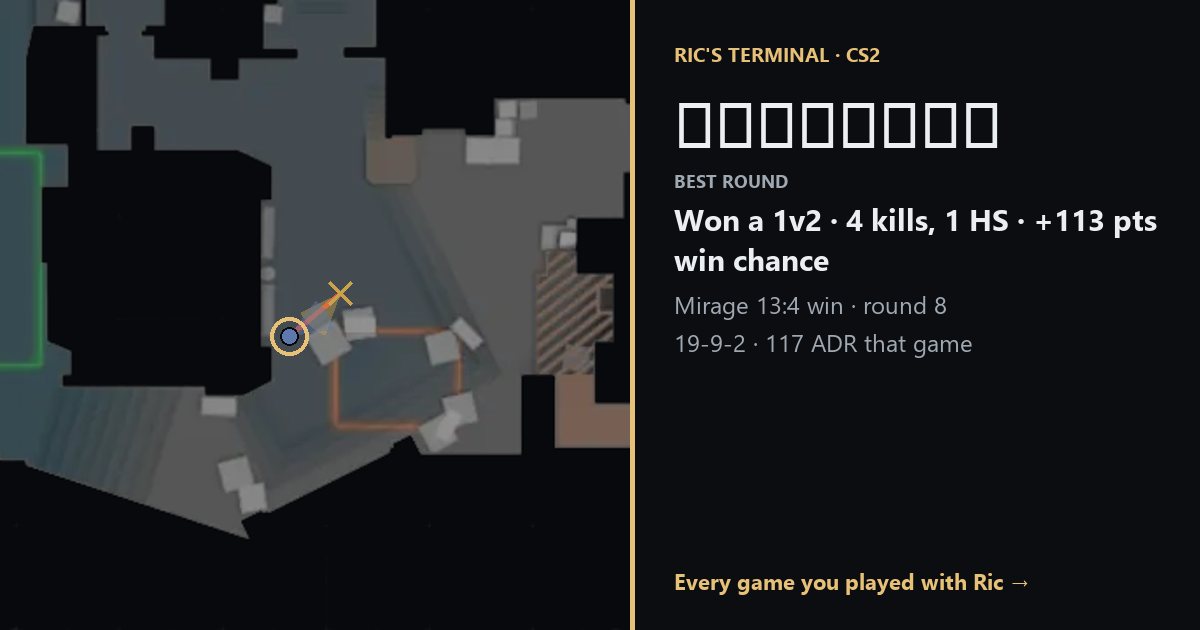 RIC'S TERMINAL · CS2
BEST ROUND
Won a 1v2 · 4 kills, 1 HS · +113 pts
win chance
Mirage 13:4 win · round 8
19-9-2 · 117 ADR that game
Every game you played with Ric →